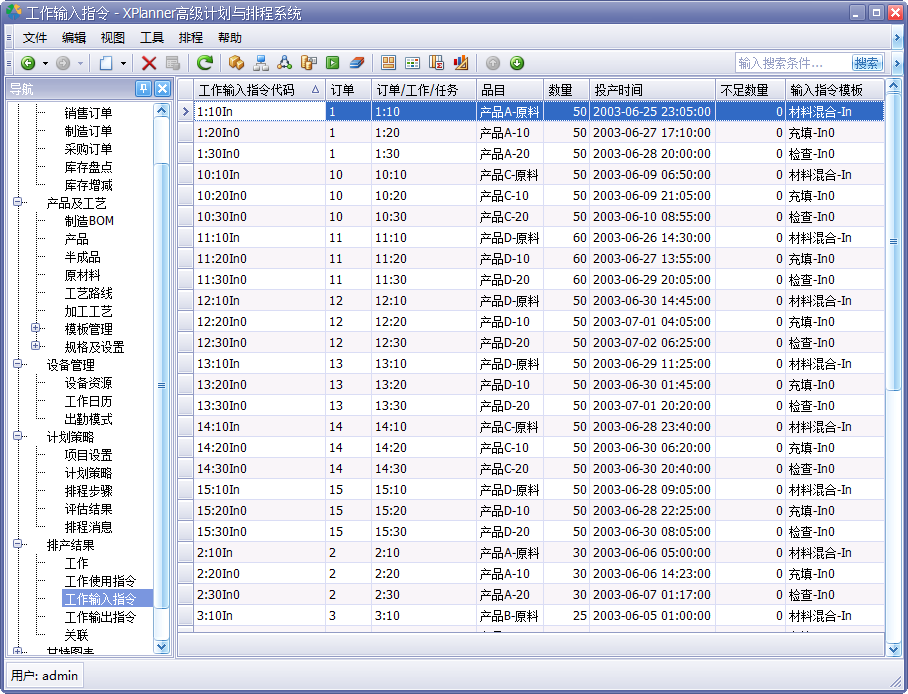 工作输入指令 - XPlanner高级计划与排程系统
文件 编辑 视图 工具 排程 帮助
输入搜索条件... 搜索
导航
销售订单
制造订单
采购订单
库存盘点
库存增减
产品及工艺
制造BOM
产品
半成品
原材料
工艺路线
加工工艺
模板管理
规格及设置
设备管理
设备资源
工作日历
出勤模式
计划策略
项目设置
计划策略
排程步骤
评估结果
排程消息
排产结果
工作
工作使用指令
工作输入指令
工作输出指令
关联
甘特图表
工作输入指令代码 订单 订单/工作/任务 品目 数量 投产时间 不足数量 输入指令模板
1:10In 1 1:10 产品A-原料 50 2003-06-25 23:05:00 0 材料混合-In
1:20In0 1 1:20 产品A-10 50 2003-06-27 17:10:00 0 充填-In0
1:30In0 1 1:30 产品A-20 50 2003-06-28 20:00:00 0 检查-In0
10:10In 10 10:10 产品C-原料 50 2003-06-09 06:50:00 0 材料混合-In
10:20In0 10 10:20 产品C-10 50 2003-06-09 21:05:00 0 充填-In0
10:30In0 10 10:30 产品C-20 50 2003-06-10 08:55:00 0 检查-In0
11:10In 11 11:10 产品D-原料 60 2003-06-26 14:30:00 0 材料混合-In
11:20In0 11 11:20 产品D-10 60 2003-06-27 13:55:00 0 充填-In0
11:30In0 11 11:30 产品D-20 60 2003-06-29 20:05:00 0 检查-In0
12:10In 12 12:10 产品D-原料 50 2003-06-30 14:45:00 0 材料混合-In
12:20In0 12 12:20 产品D-10 50 2003-07-01 04:05:00 0 充填-In0
12:30In0 12 12:30 产品D-20 50 2003-07-02 06:25:00 0 检查-In0
13:10In 13 13:10 产品D-原料 50 2003-06-29 11:25:00 0 材料混合-In
13:20In0 13 13:20 产品D-10 50 2003-06-30 01:45:00 0 充填-In0
13:30In0 13 13:30 产品D-20 50 2003-07-01 20:20:00 0 检查-In0
14:10In 14 14:10 产品C-原料 50 2003-06-28 23:40:00 0 材料混合-In
14:20In0 14 14:20 产品C-10 50 2003-06-30 06:20:00 0 充填-In0
14:30In0 14 14:30 产品C-20 50 2003-06-30 20:40:00 0 检查-In0
15:10In 15 15:10 产品D-原料 50 2003-06-28 09:05:00 0 材料混合-In
15:20In0 15 15:20 产品D-10 50 2003-06-28 22:25:00 0 充填-In0
15:30In0 15 15:30 产品D-20 50 2003-06-30 08:05:00 0 检查-In0
2:10In 2 2:10 产品A-原料 30 2003-06-06 05:00:00 0 材料混合-In
2:20In0 2 2:20 产品A-10 30 2003-06-06 14:23:00 0 充填-In0
2:30In0 2 2:30 产品A-20 30 2003-06-07 01:17:00 0 检查-In0
3:10In 3 3:10 产品B-原料 25 2003-06-05 01:00:00 0 材料混合-In
用户: admin